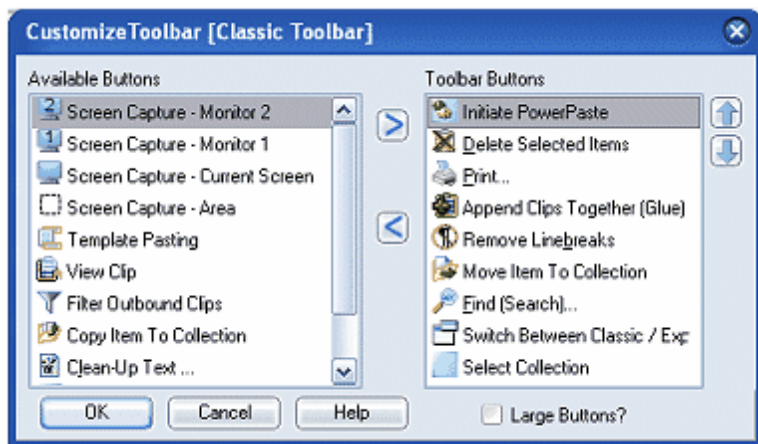 CustomizeToolbar [Classic Toolbar]
Available Buttons
2 Screen Capture - Monitor 2
1 Screen Capture - Monitor 1
Screen Capture - Current Screen
Screen Capture - Area
Template Pasting
View Clip
Filter Outbound Clips
Copy Item To Collection
Clean-Up Text ...
Toolbar Buttons
Initiate PowerPaste
Delete Selected Items
Print...
Append Clips Together (Glue)
Remove Linebreaks
Move Item To Collection
Find (Search)...
Switch Between Classic / Exp
Select Collection
OK
Cancel
Help
Large Buttons?